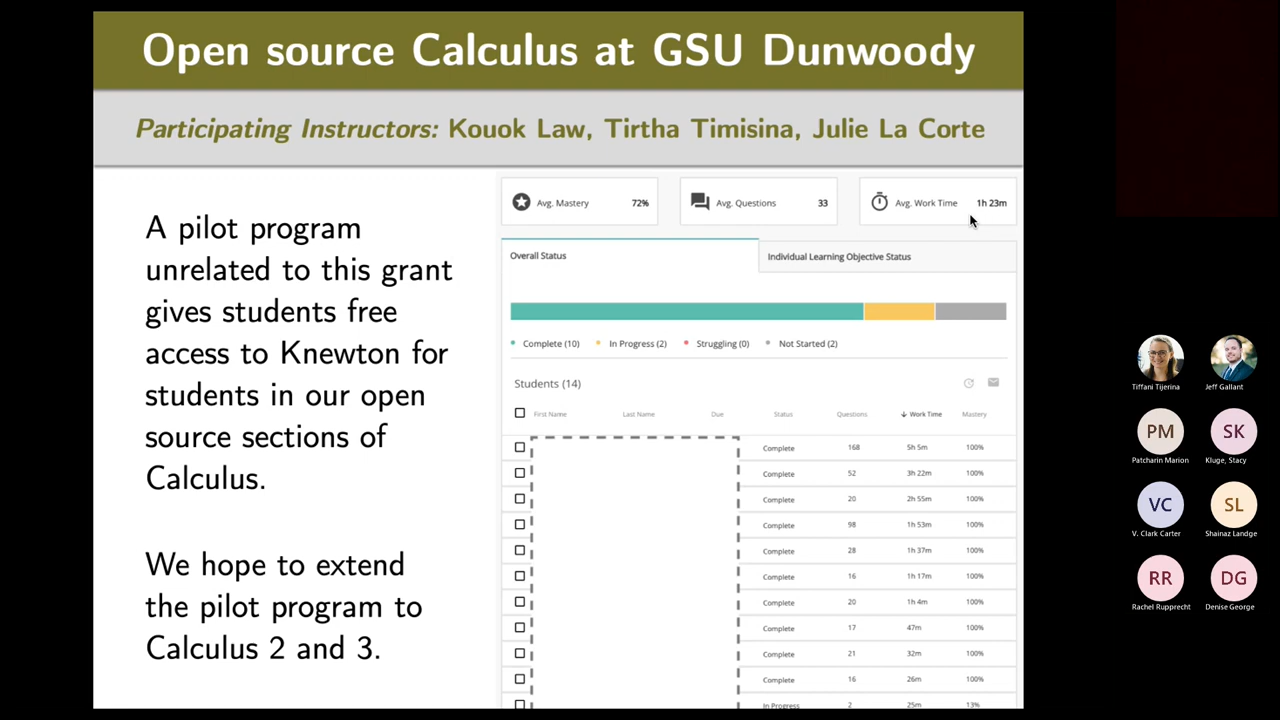 Open source Calculus at GSU Dunwoody
Participating Instructors: Kouok Law, Tirtha Timisina, Julie La Corte
A pilot program
unrelated to this grant
gives students free
access to Knewton for
students in our open
source sections of
Calculus.
We hope to extend
the pilot program to
Calculus 2 and 3.
Avg. Mastery 72%
Avg. Questions 33
Avg. Work Time 1h 23m
Overall Status
Individual Learning Objective Status
Complete (10) In Progress (2) Struggling (0) Not Started (2)
Students (14)
First Name Last Name Due Status Questions Work Time Mastery
Complete 168 5h 5m 100%
Complete 52 3h 22m 100%
Complete 20 2h 55m 100%
Complete 98 1h 53m 100%
Complete 28 1h 37m 100%
Complete 16 1h 17m 100%
Complete 20 1h 4m 100%
Complete 17 47m 100%
Complete 21 32m 100%
Complete 16 26m 100%
In Progress 2 25m 13%
Tiffani Tijerina
Jeff Gallant
PM
Patcharin Marion
SK
Kluge, Stacy
VC
V. Clark Carter
SL
Shainaz Landge
RR
Rachel Rupprecht
DG
Denise George